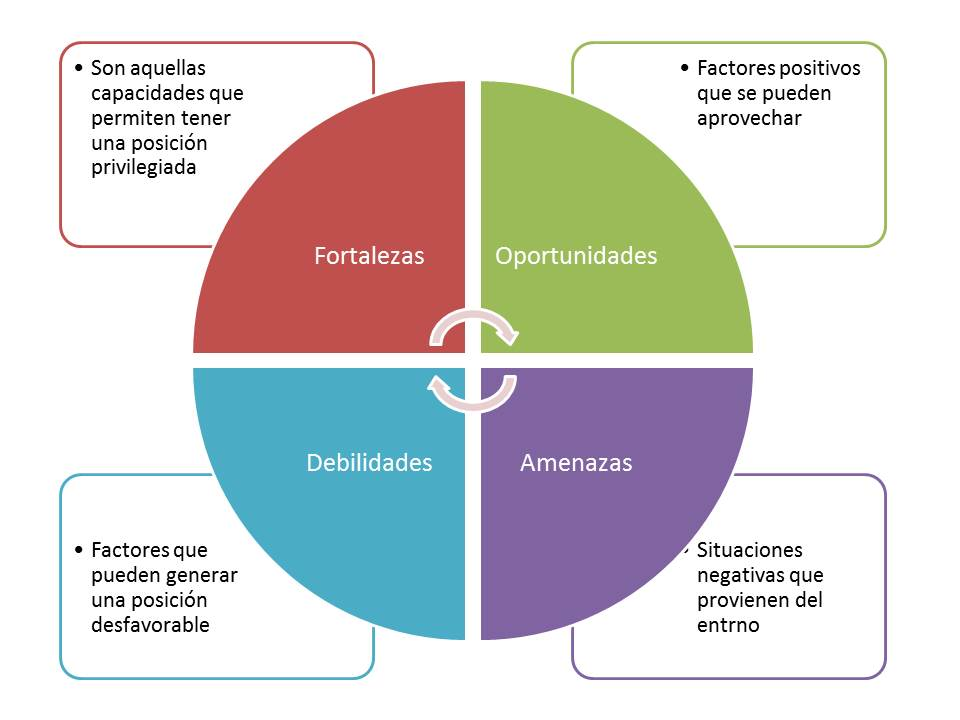 • Son aquellas
capacidades que
permiten tener
una posición
privilegiada
• Factores positivos
que se pueden
aprovechar
Fortalezas
Oportunidades
Debilidades
Amenazas
• Factores que
pueden generar
una posición
desfavorable
• Situaciones
negativas que
provienen del
entrno